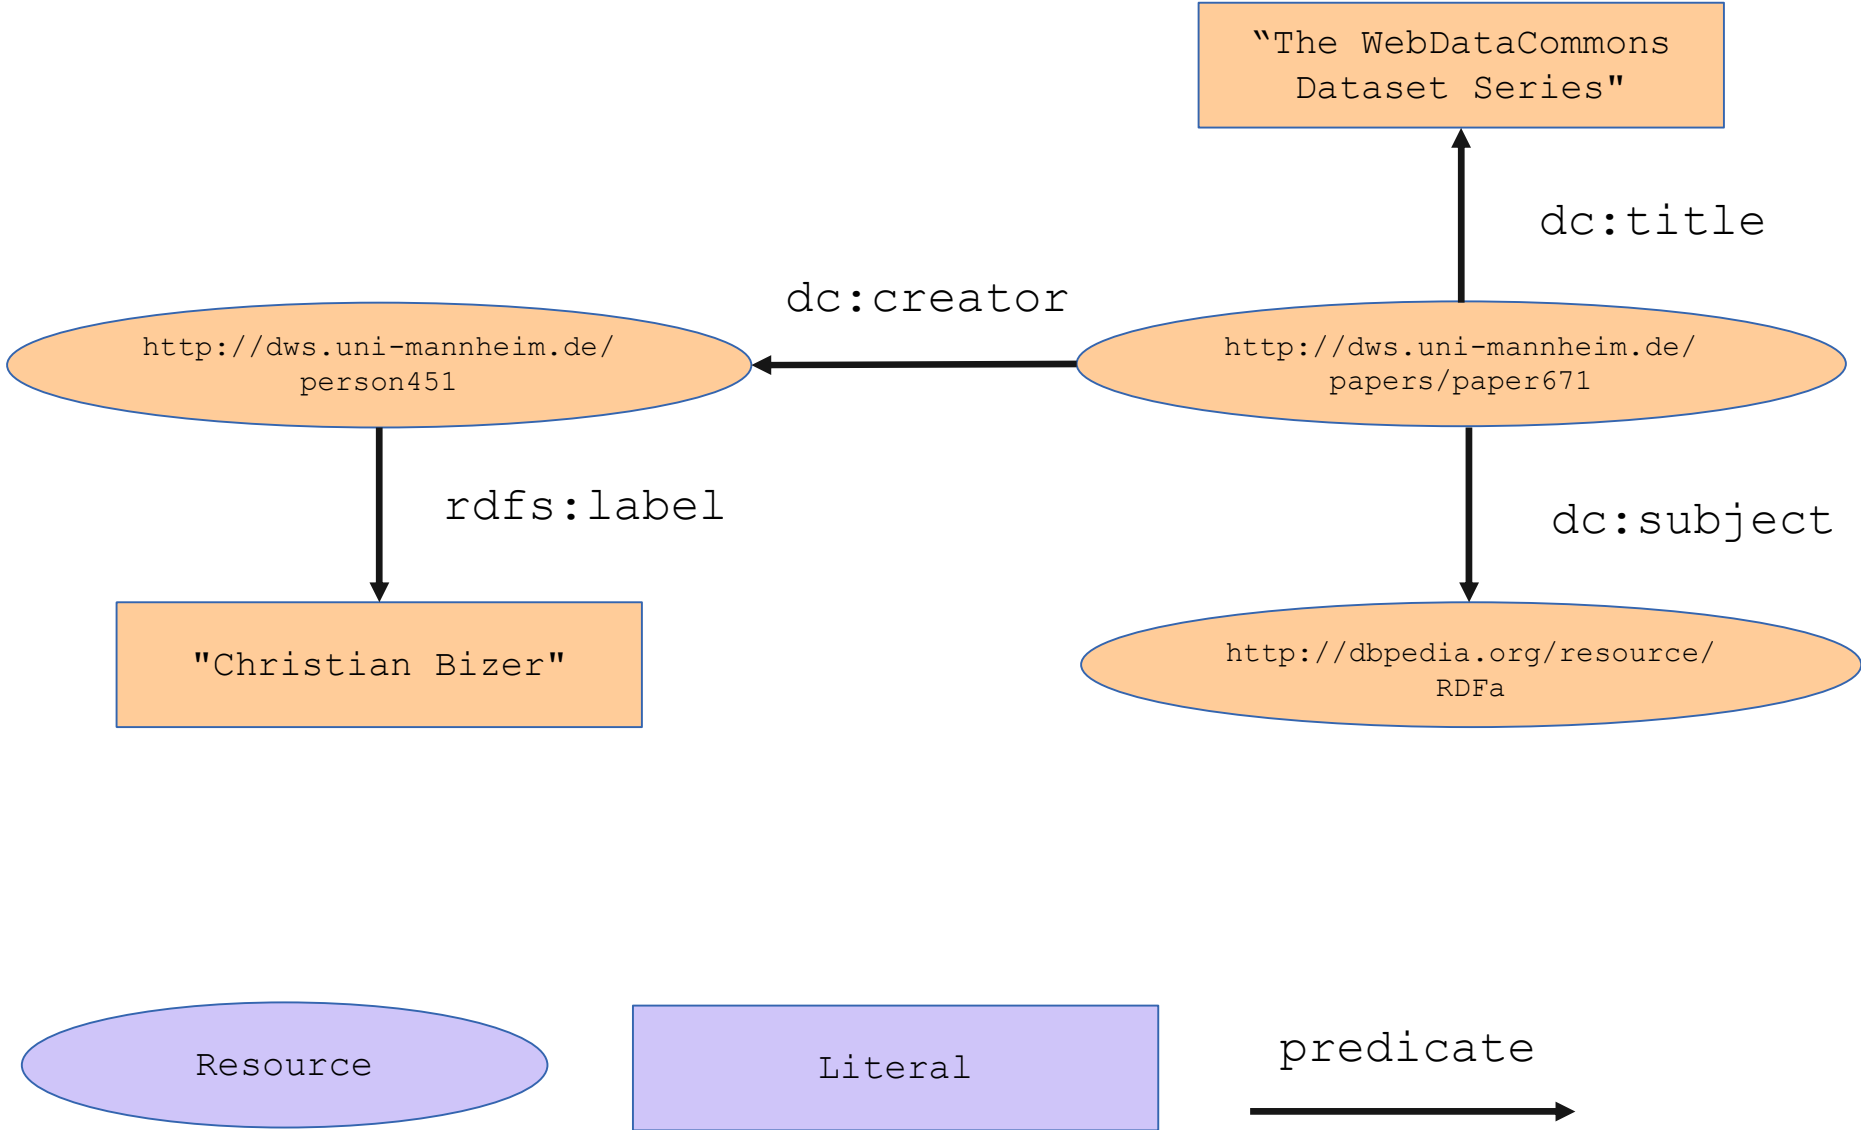 “The WebDataCommons
Dataset Series"
dc:title
dc:creator
http://dws.uni-mannheim.de/
person451
http://dws.uni-mannheim.de/
papers/paper671
rdfs:label
dc:subject
"Christian Bizer"
http://dbpedia.org/resource/
RDFa
Resource
Literal
predicate